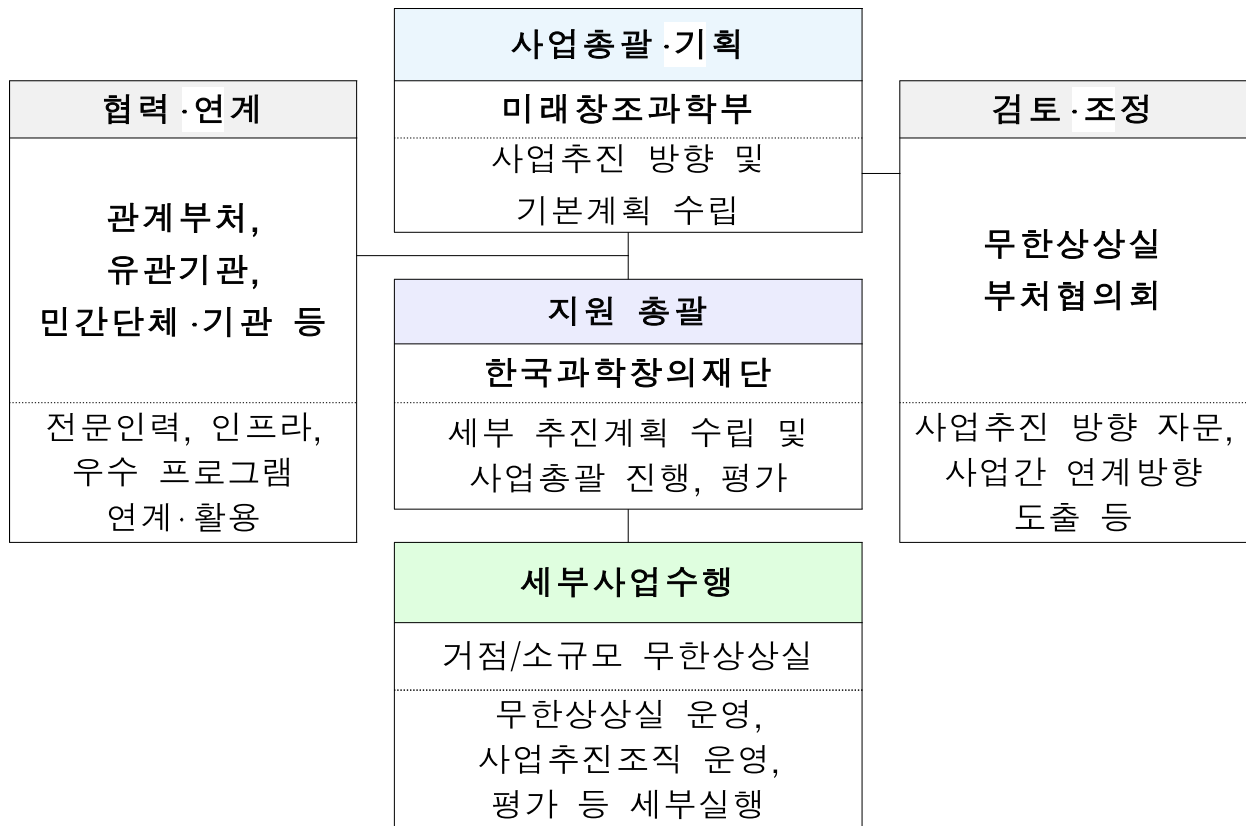 사업총괄·기획
미래창조과학부
사업추진 방향 및
기본계획 수립
협력·연계
관계부처,
유관기관,
민간단체·기관 등
전문인력, 인프라,
우수 프로그램
연계·활용
검토·조정
무한상상실
부처협의회
사업추진 방향 자문,
사업간 연계방향
도출 등
지원 총괄
한국과학창의재단
세부 추진계획 수립 및
사업총괄 진행, 평가
세부사업수행
거점/소규모 무한상상실
무한상상실 운영,
사업추진조직 운영,
평가 등 세부실행